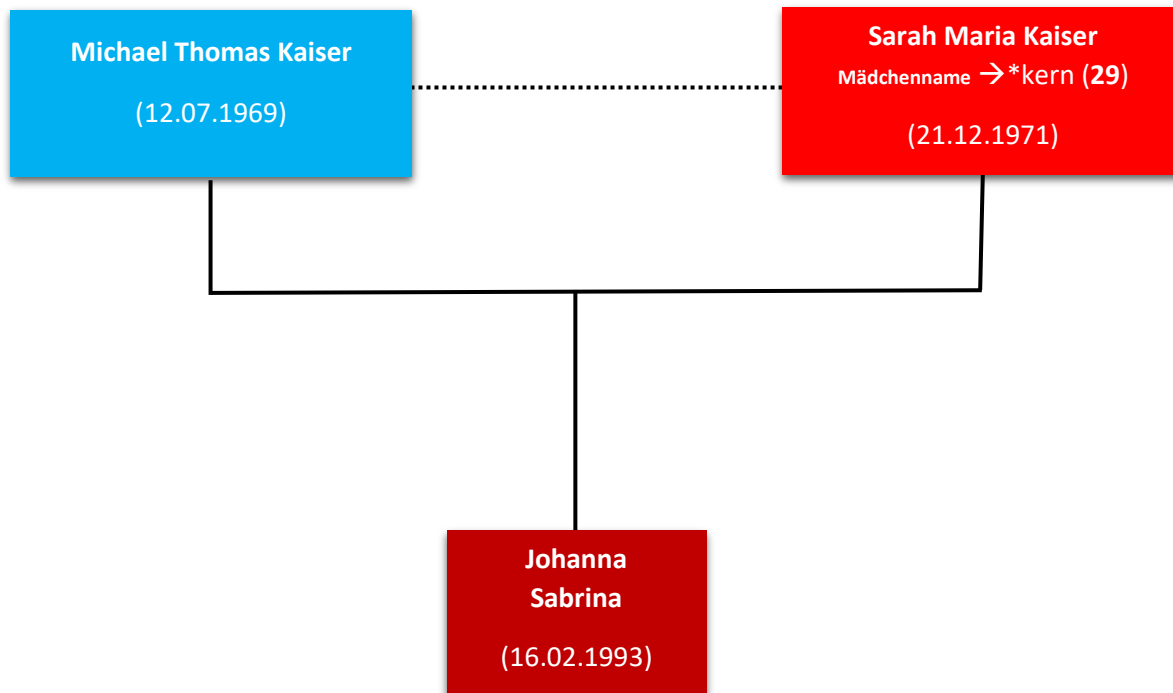 Michael Thomas Kaiser
(12.07.1969)
Sarah Maria Kaiser
Mädchenname → *kern (29)
(21.12.1971)
Johanna
Sabrina
(16.02.1993)